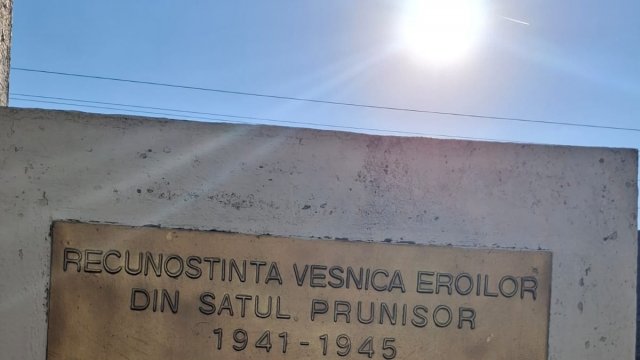 RECUNOSTINTA VESNICA EROILOR
DIN SATUL PRUNISOR
1941-1945